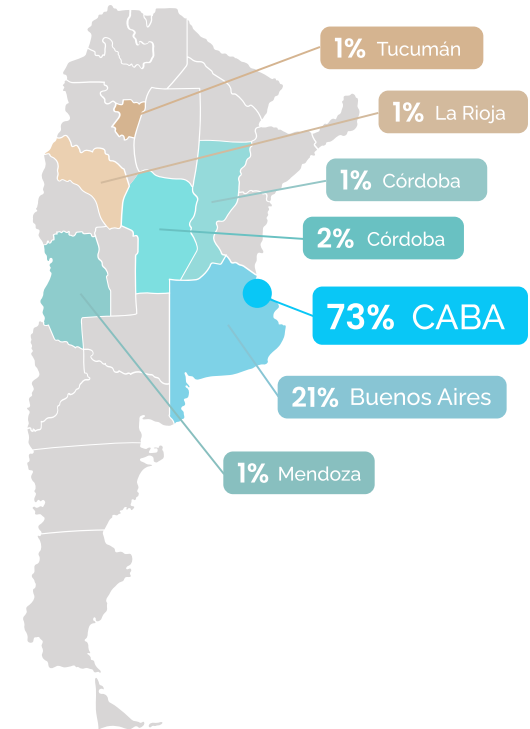 1% Tucumán
1% La Rioja
1% Córdoba
2% Córdoba
73% CABA
21% Buenos Aires
1% Mendoza